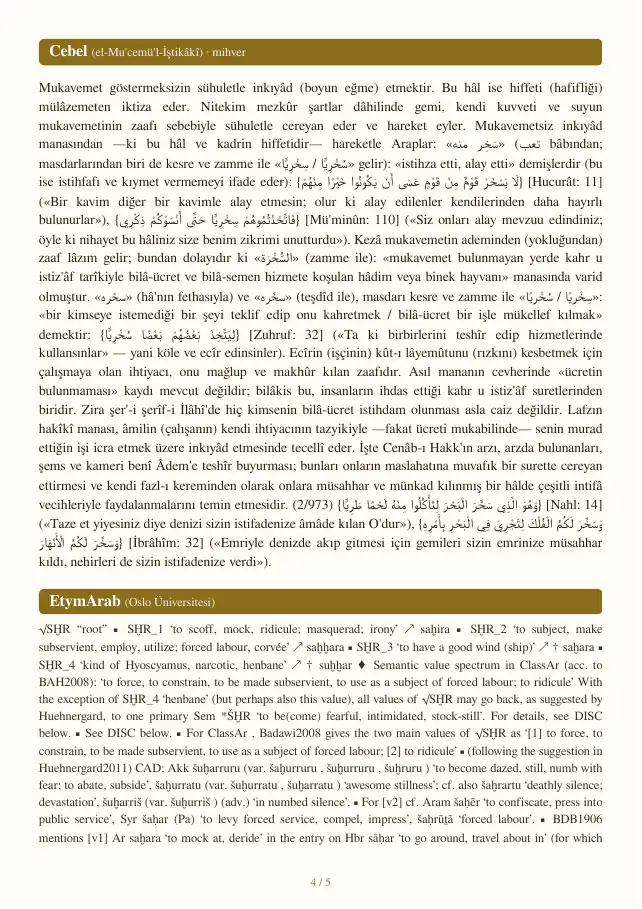 Cebel (el-Mu'cemü'l-İştikâkî) · mihver
Mukavemet göstermeksizin sühuletle inkıyâd (boyun eğme) etmektir. Bu hâl ise hiffeti (hafifliği)
mülâzemeten iktiza eder. Nitekim mezkûr şartlar dâhilinde gemi, kendi kuvveti ve suyun
mukavemetinin zaafı sebebiyle sühuletle cereyan eder ve hareket eyler. Mukavemetsiz inkıyâd
manasından —ki bu hâl ve kadrin hiffetidir— hareketle Araplar: «سَخِر منه» (تعب bâbından;
masdarlarından biri de kesre ve zamme ile «سُخْرِيًّا / سِخْرِيًّا» gelir): «istihza etti, alay etti» demişlerdir (bu
ise istihfafı ve kıymet vermemeyi ifade eder): {لَا يَسْخَرْ قَوْمٌ مِنْ قَوْمٍ عَسَى أَنْ يَكُونُوا خَيْرًا مِنْهُمْ} [Hucurât: 11]
(«Bir kavim diğer bir kavimle alay etmesin; olur ki alay edilenler kendilerinden daha hayırlı
bulunurlar»), {فَاتَّخَذْتُمُوهُمْ سِخْرِيًّا حَتَّى أَنْسَوْكُمْ ذِكْرِي} [Mü'minûn: 110] («Siz onları alay mevzuu edindiniz;
öyle ki nihayet bu hâliniz size benim zikrimi unutturdu»). Kezâ mukavemetin ademinden (yokluğundan)
zaaf lâzım gelir; bundan dolayıdır ki «السُّخْرَة» (zamme ile): «mukavemet bulunmayan yerde kahr u
istiz'âf tarîkiyle bilâ-ücret ve bilâ-semen hizmete koşulan hâdim veya binek hayvanı» manasında varid
olmuştur. «سخره» (hâ'nın fethasıyla) ve «سخّره» (teşdîd ile), masdarı kesre ve zamme ile «سِخْرِيًّا / سُخْرِيًّا»:
«bir kimseye istemediği bir şeyi teklif edip onu kahretmek / bilâ-ücret bir işle mükellef kılmak»
demektir: {لِيَتَّخِذَ بَعْضُهُمْ بَعْضًا سُخْرِيًّا} [Zuhruf: 32] («Ta ki birbirlerini teshîr edip hizmetlerinde
kullansınlar» — yani köle ve ecîr edinsinler). Ecîrin (işçinin) kût-ı lâyemûtunu (rızkını) kesbetmek için
çalışmaya olan ihtiyacı, onu mağlup ve makhûr kılan zaafıdır. Asıl mananın cevherinde «ücretin
bulunmaması» kaydı mevcut değildir; bilâkis bu, insanların ihdas ettiği kahr u istiz'âf suretlerinden
biridir. Zira şer'-i şerîf-i İlâhî'de hiç kimsenin bilâ-ücret istihdam olunması asla caiz değildir. Lafzın
hakîkî manası, âmilin (çalışanın) kendi ihtiyacının tazyikiyle —fakat ücreti mukabilinde— senin murad
ettiğin işi icra etmek üzere inkıyâd etmesinde tecellî eder. İşte Cenâb-ı Hakk'ın arzı, arzda bulunanları,
şems ve kameri benî Âdem'e teshîr buyurması; bunları onların maslahatına muvafık bir surette cereyan
ettirmesi ve kendi fazl-ı kereminden olarak onlara müsahhar ve münkad kılınmış bir hâlde çeşitli intifâ
vecihleriyle faydalanmalarını temin etmesidir. (2/973) {وَهُوَ الَّذِي سَخَّرَ الْبَحْرَ لِتَأْكُلُوا مِنْهُ لَحْمًا طَرِيًّا} [Nahl: 14]
(«Taze et yiyesiniz diye denizi sizin istifadenize âmâde kılan O'dur»), {وَسَخَّرَ لَكُمُ الْفُلْكَ لِتَجْرِيَ فِي الْبَحْرِ بِأَمْرِهِ
وَسَخَّرَ لَكُمُ الْأَنْهَارَ} [İbrâhîm: 32] («Emriyle denizde akıp gitmesi için gemileri sizin emrinize müsahhar
kıldı, nehirleri de sizin istifadenize verdi»).
EtymArab (Oslo Üniversitesi)
√SḪR “root” ▪ SḪR_1 ‘to scoff, mock, ridicule; masquerad; irony’ ↗ saḫira ▪ SḪR_2 ‘to subject, make
subservient, employ, utilize; forced labour, corvée’ ↗ saḫḫara ▪ SḪR_3 ‘to have a good wind (ship)’ ↗ † saḫara ▪
SḪR_4 ‘kind of Hyoscyamus, narcotic, henbane’ ↗ † suḫḫar ♦ Semantic value spectrum in ClassAr (acc. to
BAH2008): ‘to force, to constrain, to be made subservient, to use as a subject of forced labour; to ridicule’ With
the exception of SḪR_4 ‘henbane’ (but perhaps also this value), all values of √SḪR may go back, as suggested by
Huehnergard, to one primary Sem *ŠḪR ‘to be(come) fearful, intimidated, stock-still’. For details, see DISC
below. ▪ See DISC below. ▪ For ClassAr , Badawi2008 gives the two main values of √SḪR as ‘[1] to force, to
constrain, to be made subservient, to use as a subject of forced labour; [2] to ridicule’ ▪ (following the suggestion in
Huehnergard2011) CAD: Akk šuḫarruru (var. šaḫurruru , šuḫurruru , šuḫruru ) ‘to become dazed, still, numb with
fear; to abate, subside’, šaḫurratu (var. šuḫurratu , šuḫarratu ) ‘awesome stillness’; cf. also šaḫrartu ‘deathly silence;
devastation’, šuḫarriš (var. šuḫurriš ) (adv.) ‘in numbed silence’. ▪ For [v2] cf. Aram šaḥēr ‘to confiscate, press into
public service’, Syr šaḥar (Pa) ‘to levy forced service, compel, impress’, šaḥrūṯā ‘forced labour’. ▪ BDB1906
mentions [v1] Ar saḫara ‘to mock at, deride’ in the entry on Hbr sāḥar ‘to go around, travel about in’ (for which
4 / 5